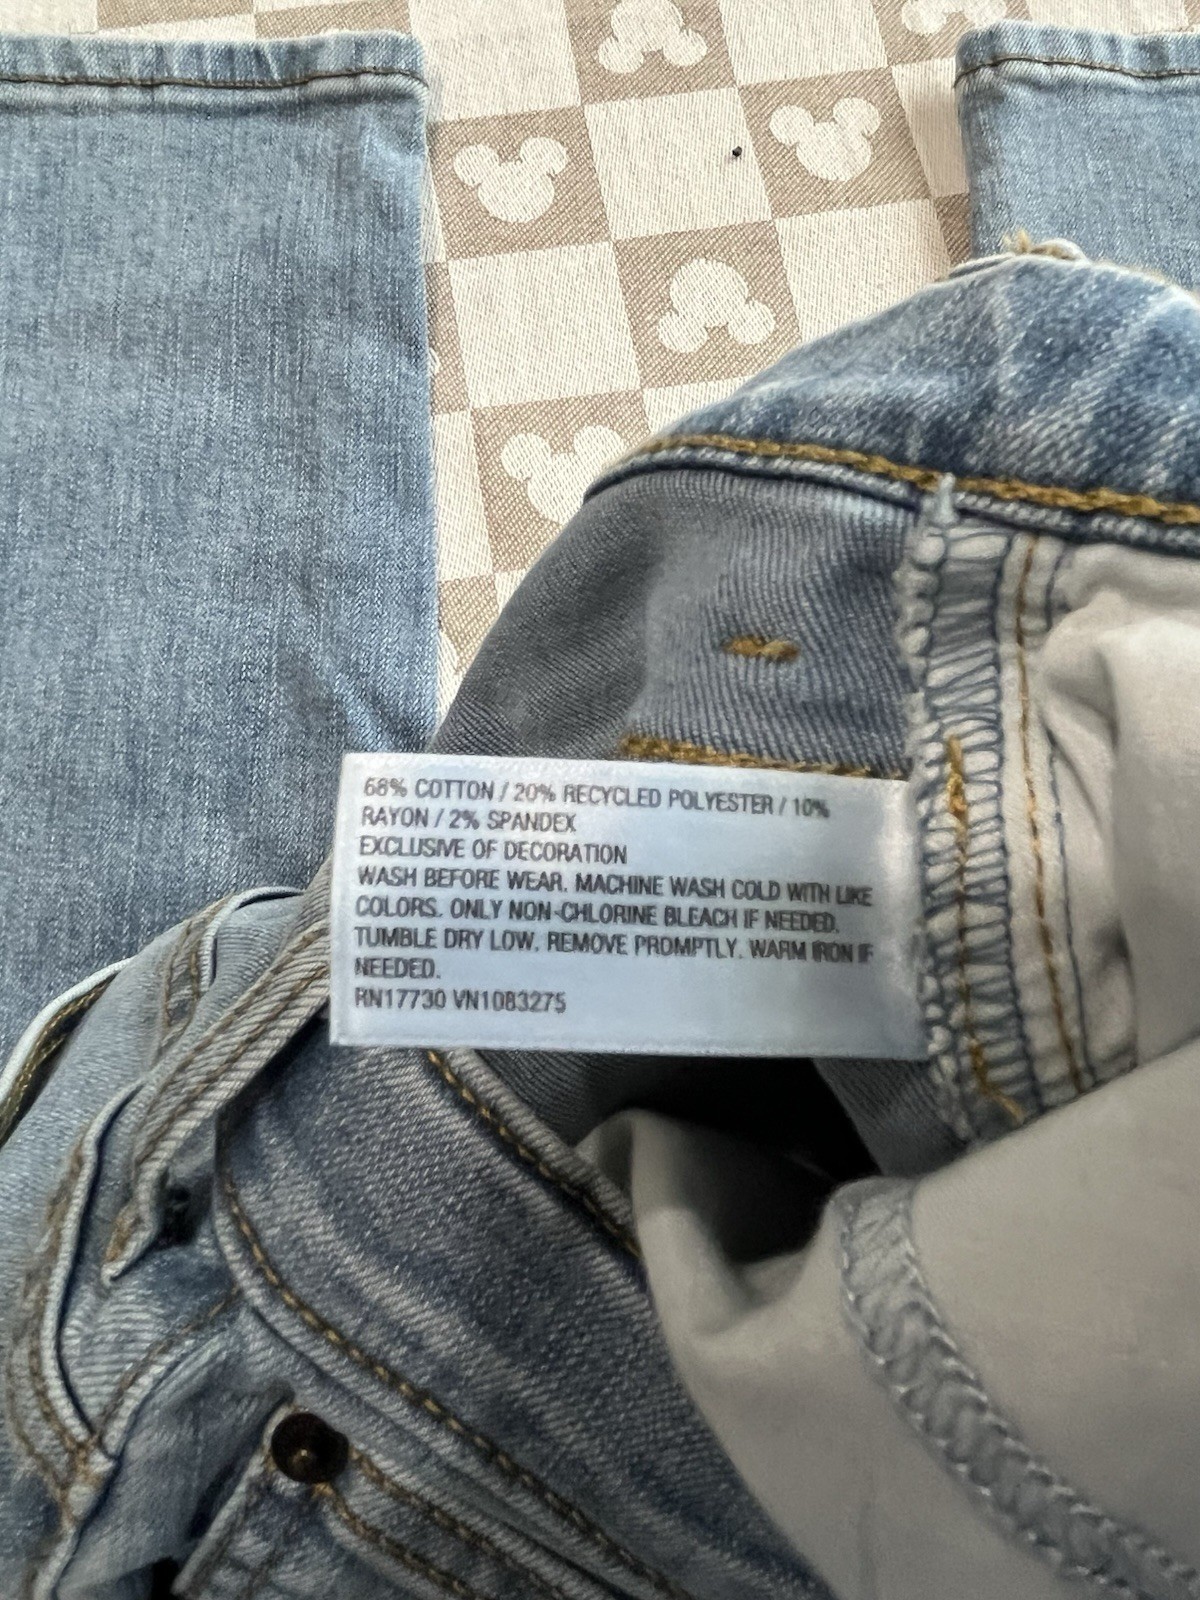 68% COTTON / 20% RECYCLED POLYESTER / 10%
RAYON / 2% SPANDEX
EXCLUSIVE OF DECORATION
WASH BEFORE WEAR. MACHINE WASH COLD WITH LIKE
COLORS. ONLY NON-CHLORINE BLEACH IF NEEDED.
TUMBLE DRY LOW. REMOVE PROMPTLY. WARM IRON IF
NEEDED.
RN17730 VN1083275